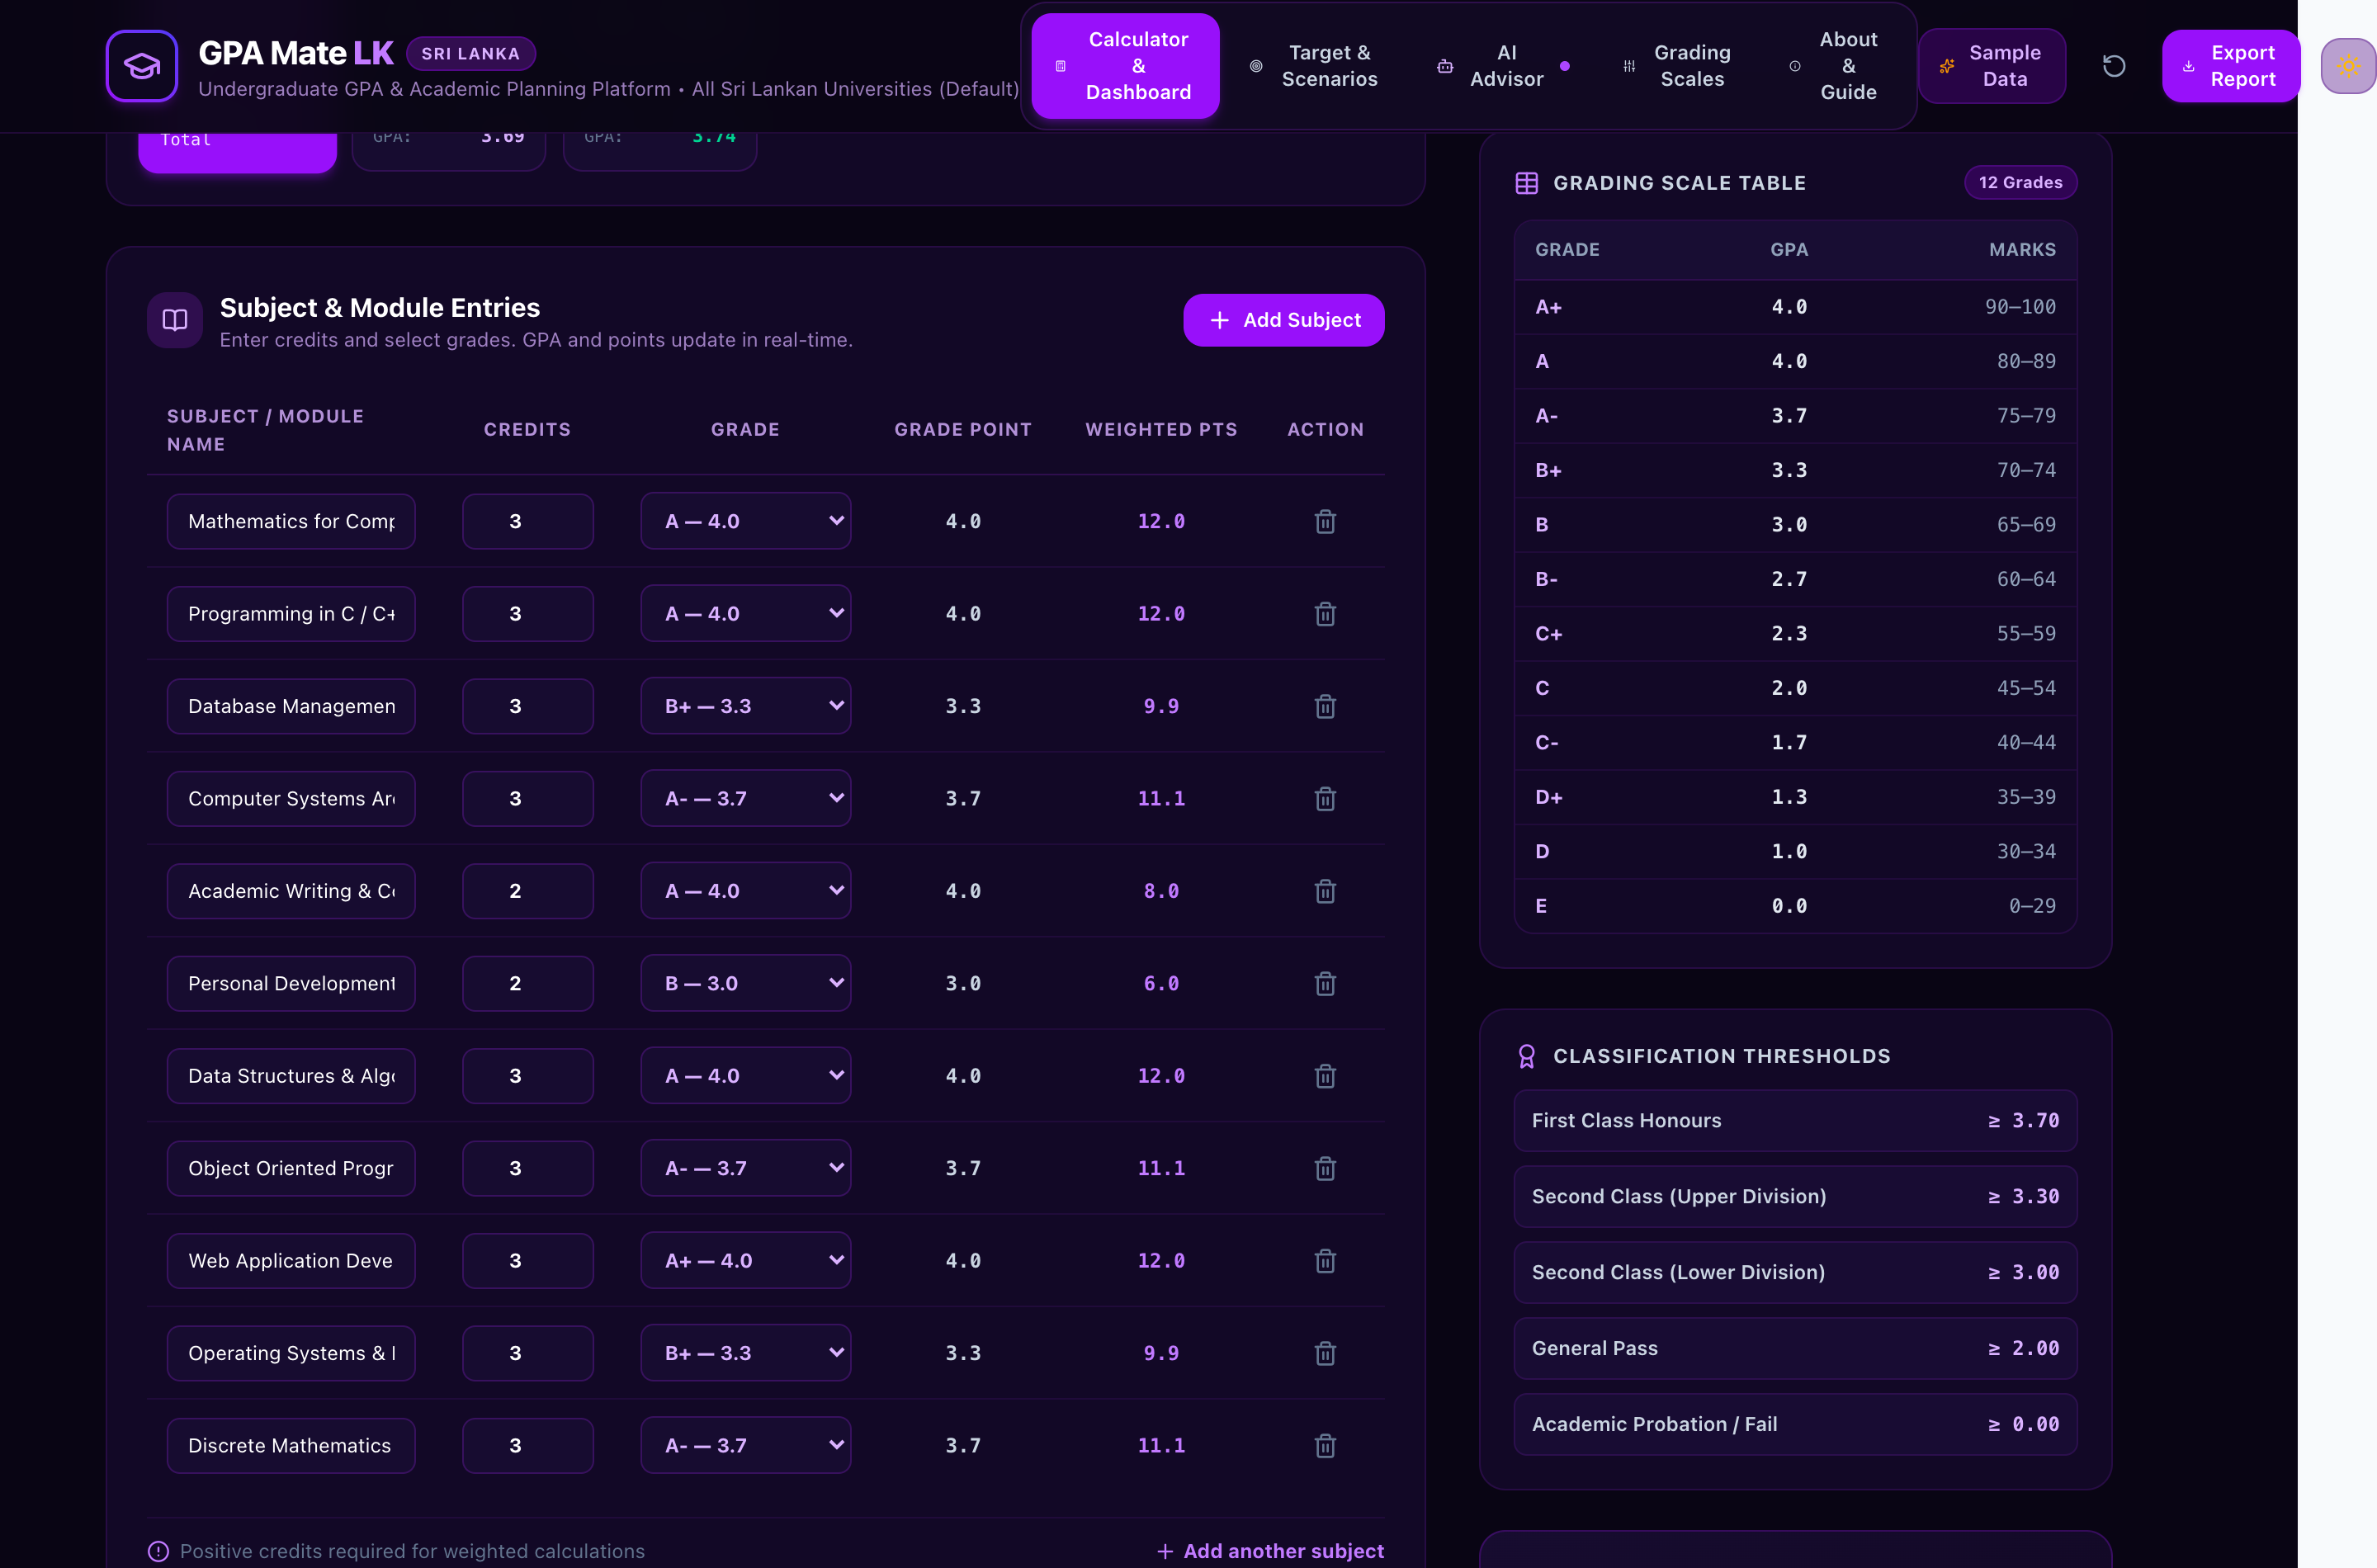 GPA Mate LK SRI LANKA
Undergraduate GPA & Academic Planning Platform • All Sri Lankan Universities (Default)
Calculator
&
Dashboard
Target &
Scenarios
AI
Advisor
Grading
Scales
About
&
Guide
Sample
Data
Export
Report
Total
GPA: 3.69
GPA: 3.74
Subject & Module Entries
Enter credits and select grades. GPA and points update in real-time.
Add Subject
SUBJECT / MODULE
NAME
CREDITS GRADE GRADE POINT WEIGHTED PTS ACTION
Mathematics for Comp 3 A — 4.0 4.0 12.0
Programming in C / C+ 3 A — 4.0 4.0 12.0
Database Managemen 3 B+ — 3.3 3.3 9.9
Computer Systems Arc 3 A- — 3.7 3.7 11.1
Academic Writing & Co 2 A — 4.0 4.0 8.0
Personal Development 2 B — 3.0 3.0 6.0
Data Structures & Algo 3 A — 4.0 4.0 12.0
Object Oriented Progr 3 A- — 3.7 3.7 11.1
Web Application Deve 3 A+ — 4.0 4.0 12.0
Operating Systems & 3 B+ — 3.3 3.3 9.9
Discrete Mathematics 3 A- — 3.7 3.7 11.1
Positive credits required for weighted calculations
Add another subject
GRADING SCALE TABLE 12 Grades
GRADE GPA MARKS
A+ 4.0 90–100
A 4.0 80–89
A- 3.7 75–79
B+ 3.3 70–74
B 3.0 65–69
B- 2.7 60–64
C+ 2.3 55–59
C 2.0 45–54
C- 1.7 40–44
D+ 1.3 35–39
D 1.0 30–34
E 0.0 0–29
CLASSIFICATION THRESHOLDS
First Class Honours ≥ 3.70
Second Class (Upper Division) ≥ 3.30
Second Class (Lower Division) ≥ 3.00
General Pass ≥ 2.00
Academic Probation / Fail ≥ 0.00